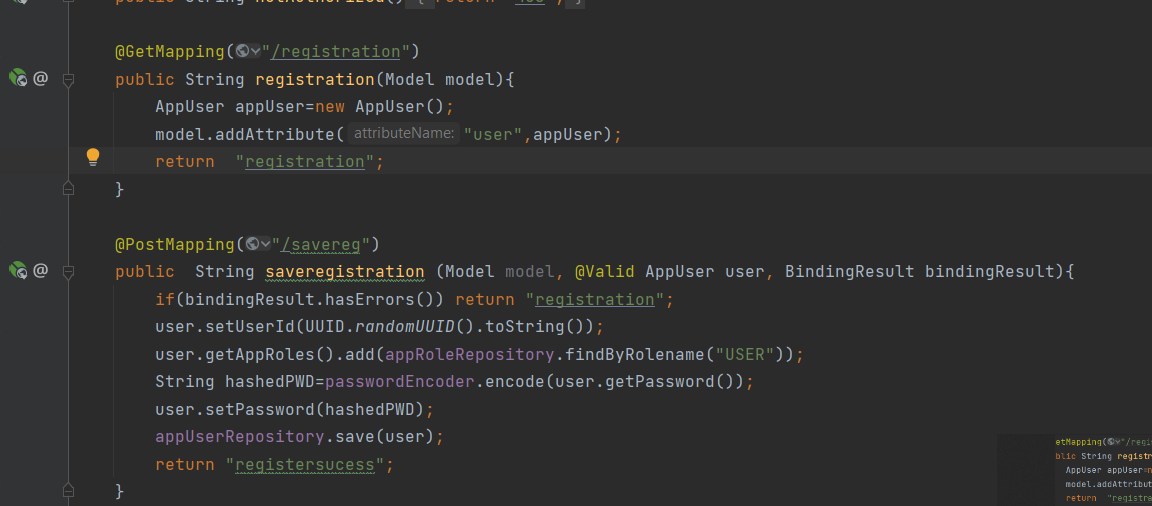 public String notAuthorized() { return "403"; }
@GetMapping("/registration")
public String registration(Model model){
AppUser appUser=new AppUser();
model.addAttribute( attributeName: "user",appUser);
return "registration";
}
@PostMapping("/savereg")
public String saveregistration (Model model, @Valid AppUser user, BindingResult bindingResult){
if(bindingResult.hasErrors()) return "registration";
user.setUserId(UUID.randomUUID().toString());
user.getAppRoles().add(appRoleRepository.findByRolename("USER"));
String hashedPWD=passwordEncoder.encode(user.getPassword());
user.setPassword(hashedPWD);
appUserRepository.save(user);
return "registersucess";
}
etMapping("/regis
blic String registr
AppUser appUser=n
model.addAttribut
return "registra